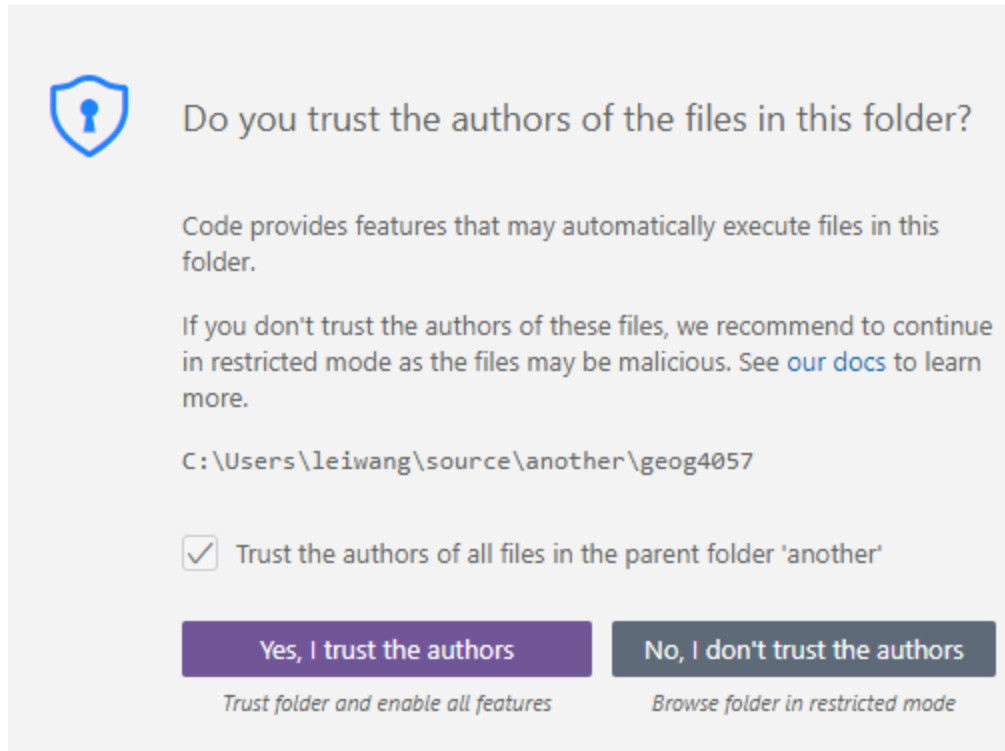 Do you trust the authors of the files in this folder?
Code provides features that may automatically execute files in this
folder.
If you don't trust the authors of these files, we recommend to continue
in restricted mode as the files may be malicious. See our docs to learn
more.
C:\Users\leiwang\source\another\geog4057
Trust the authors of all files in the parent folder 'another'
Yes, I trust the authors
No, I don't trust the authors
Trust folder and enable all features
Browse folder in restricted mode